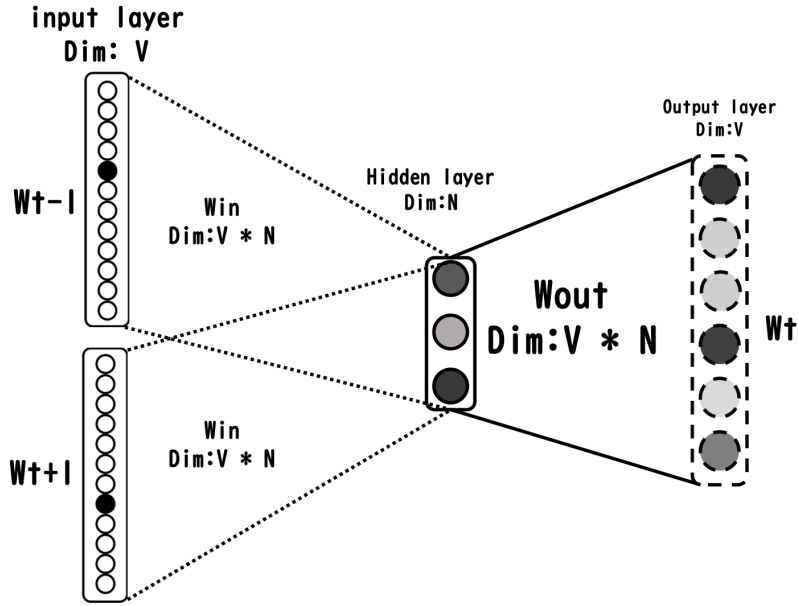 input layer
Dim: V
Wt-1
Win
Dim:V * N
Wt+1
Win
Dim:V * N
Hidden layer
Dim:N
Wout
Dim:V * N
Output layer
Dim:V
Wt